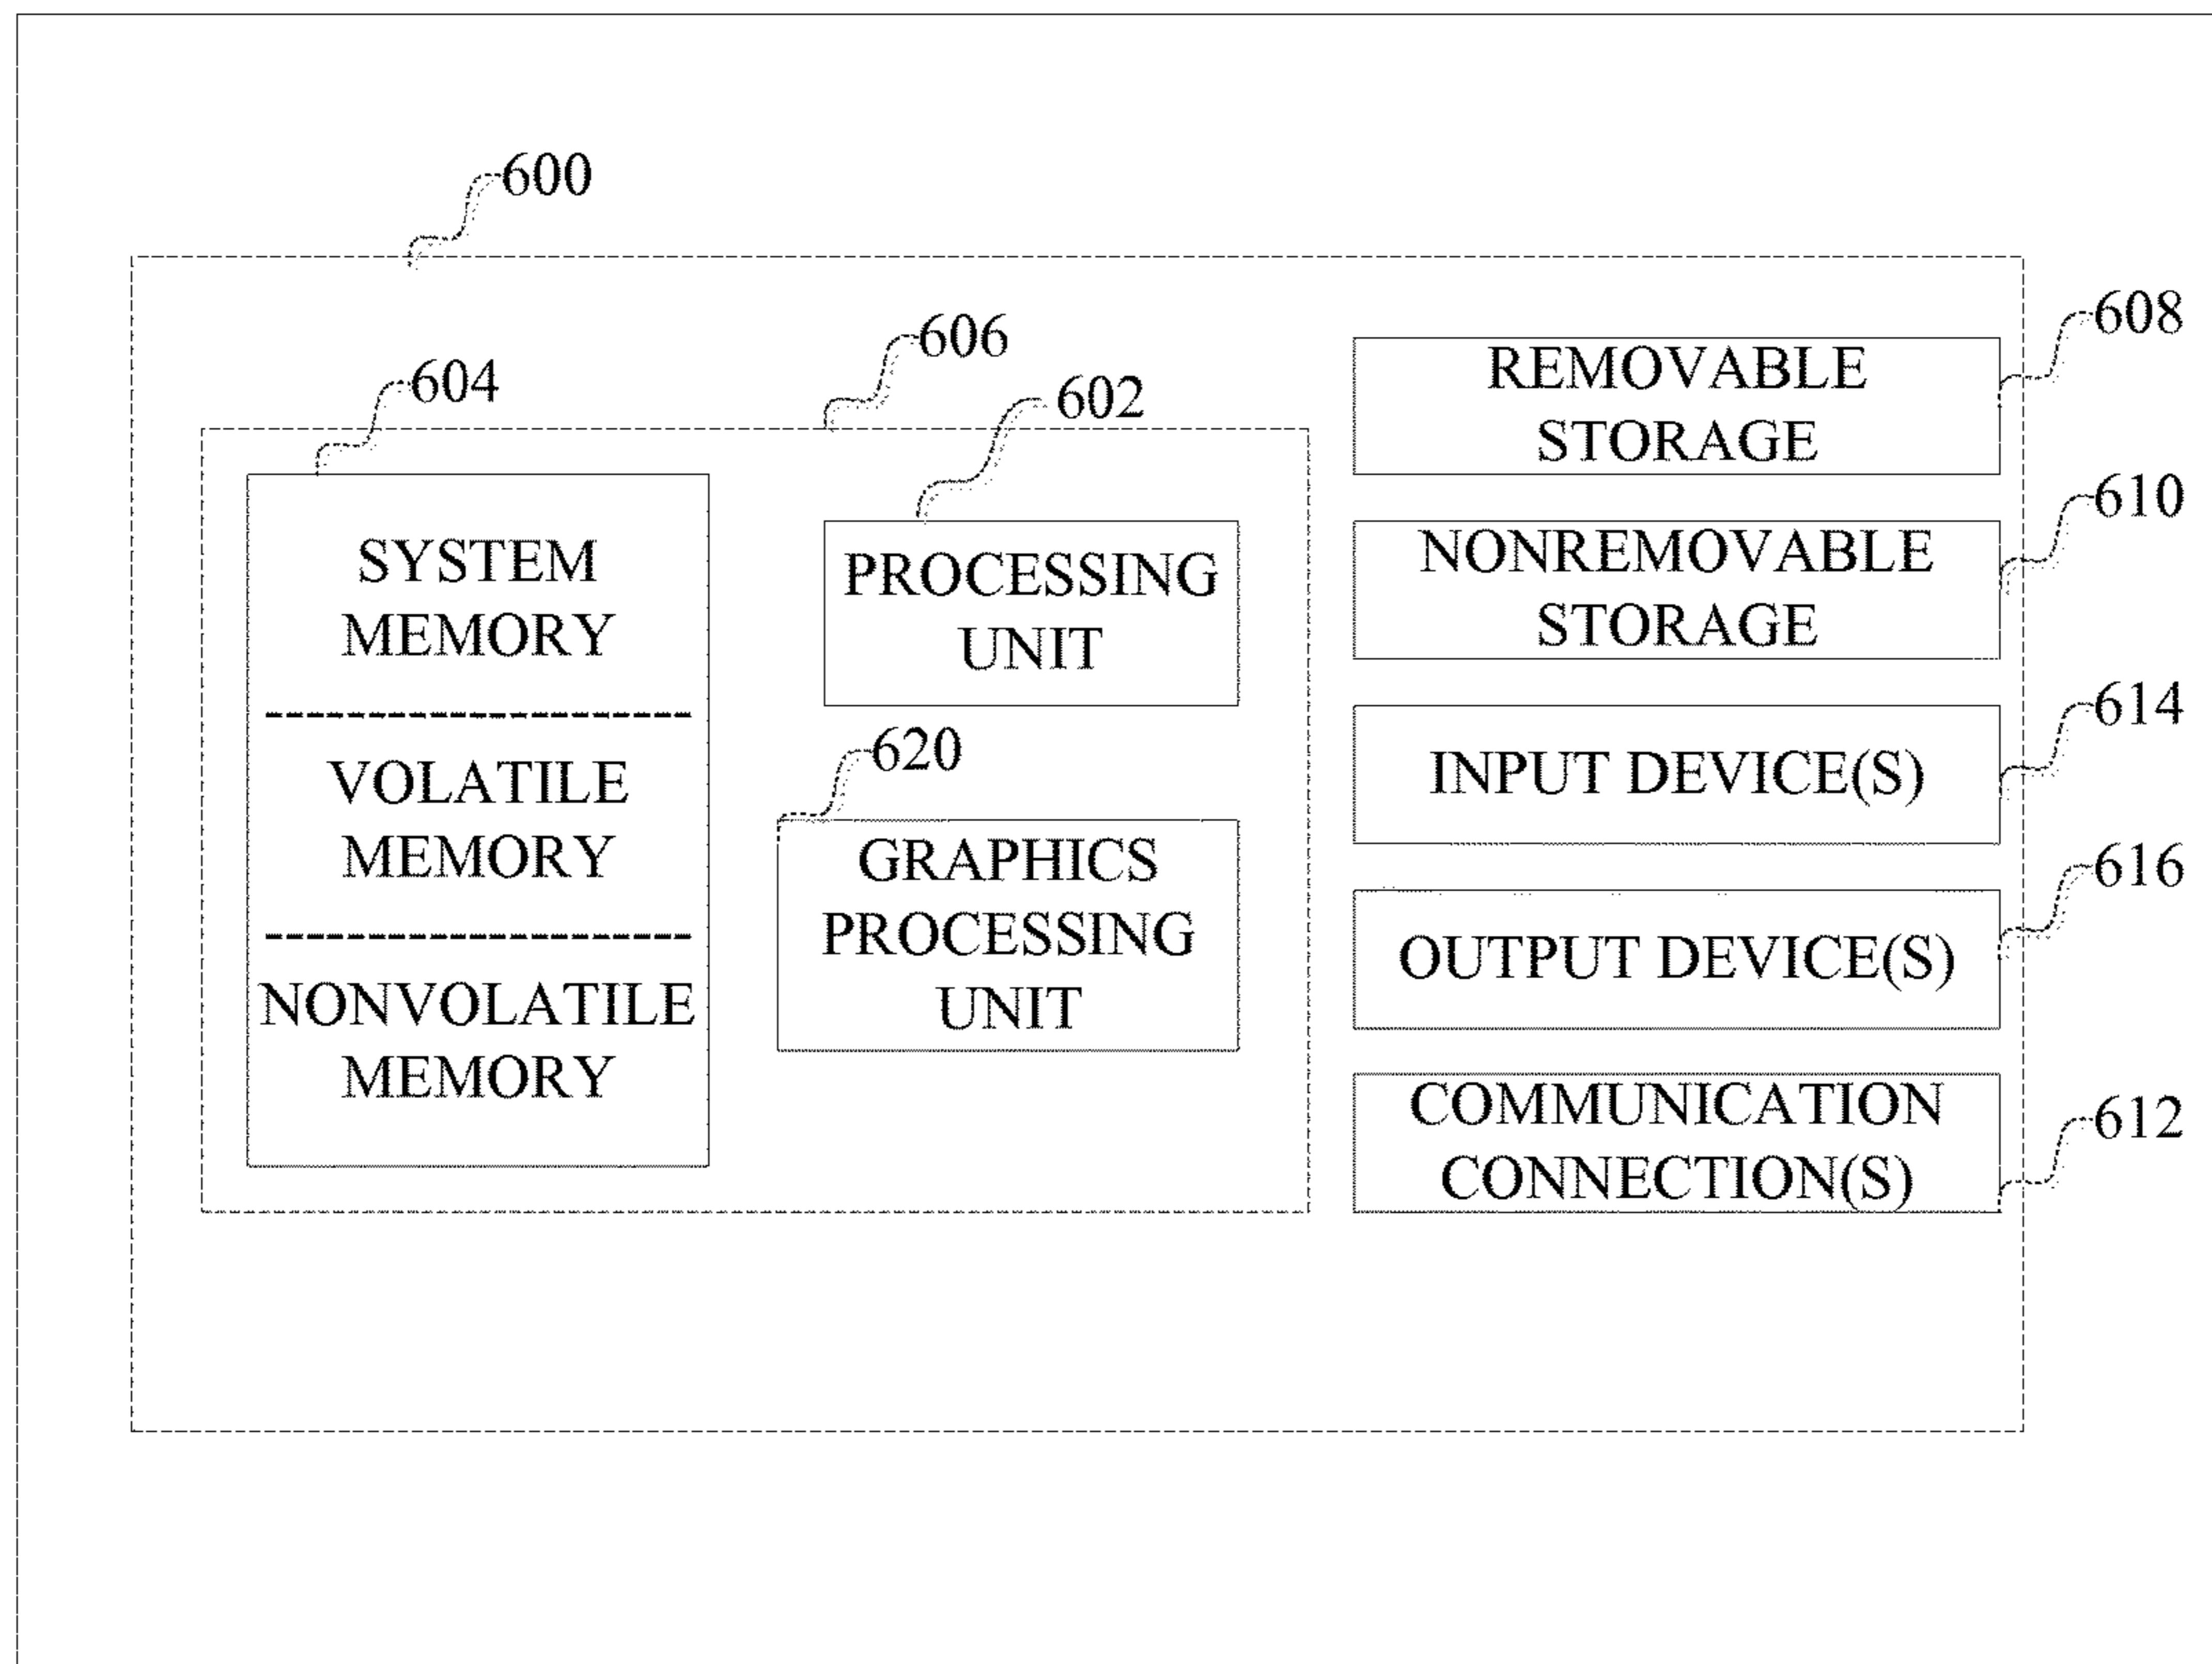 600
606
608
604
602
REMOVABLE
STORAGE
610
SYSTEM
MEMORY
PROCESSING
UNIT
NONREMOVABLE
STORAGE
614
VOLATILE
MEMORY
620
INPUT DEVICE(S)
GRAPHICS
PROCESSING
UNIT
616
OUTPUT DEVICE(S)
NONVOLATILE
MEMORY
COMMUNICATION
CONNECTION(S)
612